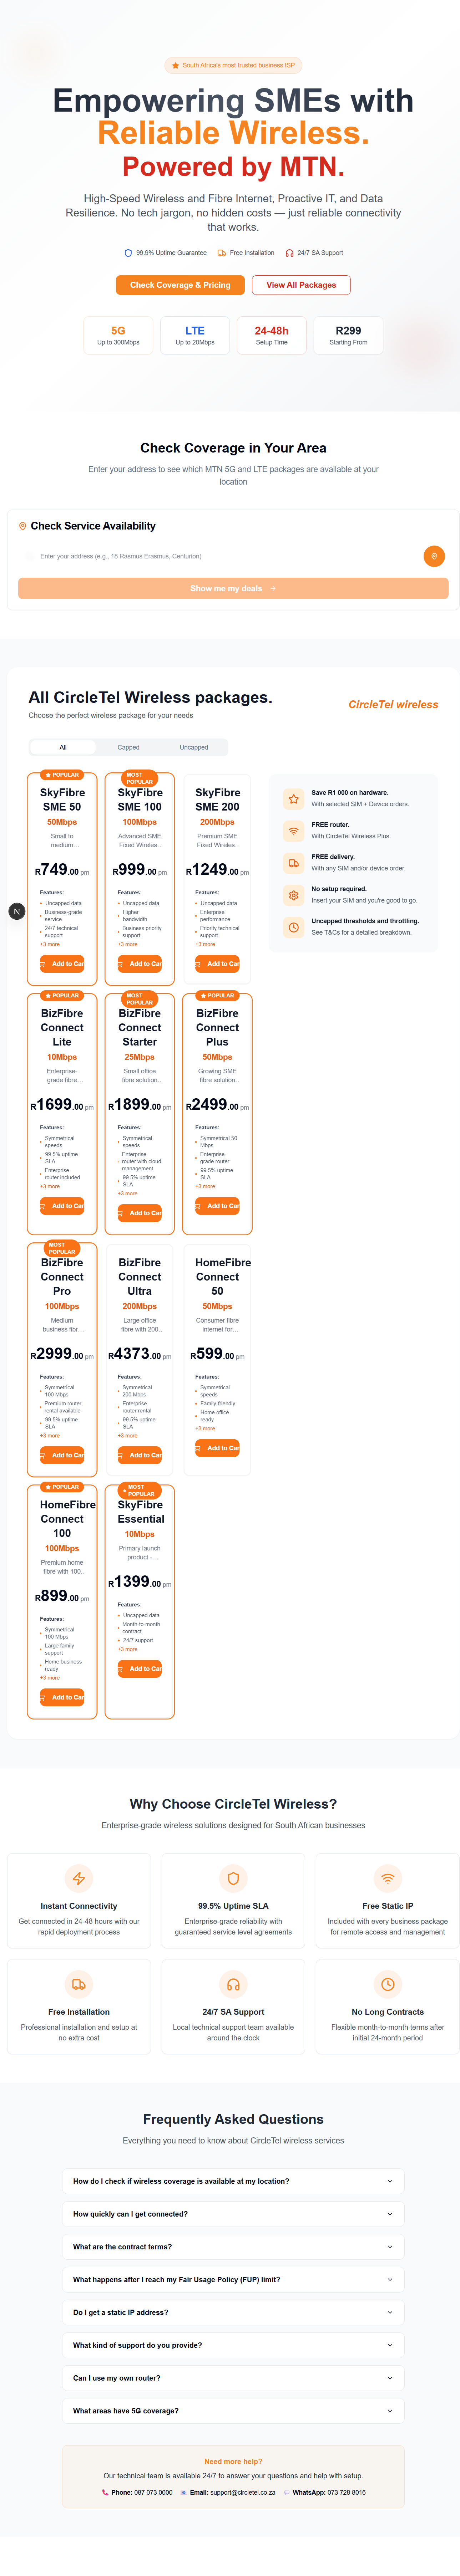 South Africa's most trusted business ISP
Empowering SMEs with
Reliable Wireless.
Powered by MTN.
High-Speed Wireless and Fibre Internet, Proactive IT, and Data
Resilience. No tech jargon, no hidden costs — just reliable connectivity
that works.
99.9% Uptime Guarantee
Free Installation
24/7 SA Support
Check Coverage & Pricing
View All Packages
5G
Up to 300Mbps
LTE
Up to 20Mbps
24-48h
Setup Time
R299
Starting From
Check Coverage in Your Area
Enter your address to see which MTN 5G and LTE packages are available at your
location
Check Service Availability
Enter your address (e.g., 18 Rasmus Erasmus, Centurion)
Show me my deals
All CircleTel Wireless packages.
Choose the perfect wireless package for your needs
CircleTel wireless
All
Capped
Uncapped
POPULAR
SkyFibre
SME 50
50Mbps
Small to
medium...
R749.00 pm
Features:
Uncapped data
Business-grade
service
24/7 technical
support
+3 more
Add to Car
MOST
POPULAR
SkyFibre
SME 100
100Mbps
Advanced SME
Fixed Wireles..
R999.00 pm
Features:
Uncapped data
Higher
bandwidth
Business priority
support
+3 more
Add to Car
SkyFibre
SME 200
200Mbps
Premium SME
Fixed Wireles..
R1249.00 pm
Features:
Uncapped data
Enterprise
performance
Priority technical
support
+3 more
Add to Car
Save R1 000 on hardware.
With selected SIM + Device orders.
FREE router.
With CircleTel Wireless Plus.
FREE delivery.
With any SIM and/or device order.
No setup required.
Insert your SIM and you're good to go.
Uncapped thresholds and throttling.
See T&Cs for a detailed breakdown.
N
POPULAR
BizFibre
Connect
Lite
10Mbps
Enterprise-
grade fibre...
R1699.00 pm
Features:
Symmetrical
speeds
99.5% uptime
SLA
Enterprise
router included
+3 more
Add to Car
MOST
POPULAR
BizFibre
Connect
Starter
25Mbps
Small office
fibre solution..
R1899.00 pm
Features:
Symmetrical
speeds
Enterprise
router with cloud
management
99.5% uptime
SLA
+3 more
Add to Car
POPULAR
BizFibre
Connect
Plus
50Mbps
Growing SME
fibre solution..
R2499.00 pm
Features:
Symmetrical 50
Mbps
Enterprise-
grade router
99.5% uptime
SLA
+3 more
Add to Car
MOST
POPULAR
BizFibre
Connect
Pro
100Mbps
Medium
business fibr...
R2999.00 pm
Features:
Symmetrical
100 Mbps
Premium router
rental available
99.5% uptime
SLA
+3 more
Add to Car
BizFibre
Connect
Ultra
200Mbps
Large office
fibre with 200..
R4373.00 pm
Features:
Symmetrical
200 Mbps
Enterprise
router rental
99.5% uptime
SLA
+3 more
Add to Car
HomeFibre
Connect
50
50Mbps
Consumer fibre
internet for...
R599.00 pm
Features:
Symmetrical
speeds
Family-friendly
Home office
ready
+3 more
Add to Car
POPULAR
HomeFibre
Connect
100
100Mbps
Premium home
fibre with 100..
R899.00 pm
Features:
Symmetrical
100 Mbps
Large family
support
Home business
ready
+3 more
Add to Car
MOST
POPULAR
SkyFibre
Essential
10Mbps
Primary launch
product -...
R1399.00 pm
Features:
Uncapped data
Month-to-month
contract
24/7 support
+3 more
Add to Car
Why Choose CircleTel Wireless?
Enterprise-grade wireless solutions designed for South African businesses
Instant Connectivity
Get connected in 24-48 hours with our
rapid deployment process
99.5% Uptime SLA
Enterprise-grade reliability with
guaranteed service level agreements
Free Static IP
Included with every business package
for remote access and management
Free Installation
Professional installation and setup at
no extra cost
24/7 SA Support
Local technical support team available
around the clock
No Long Contracts
Flexible month-to-month terms after
initial 24-month period
Frequently Asked Questions
Everything you need to know about CircleTel wireless services
How do I check if wireless coverage is available at my location?
How quickly can I get connected?
What are the contract terms?
What happens after I reach my Fair Usage Policy (FUP) limit?
Do I get a static IP address?
What kind of support do you provide?
Can I use my own router?
What areas have 5G coverage?
Need more help?
Our technical team is available 24/7 to answer your questions and help with setup.
Phone: 087 073 0000
Email: support@circletel.co.za
WhatsApp: 073 728 8016